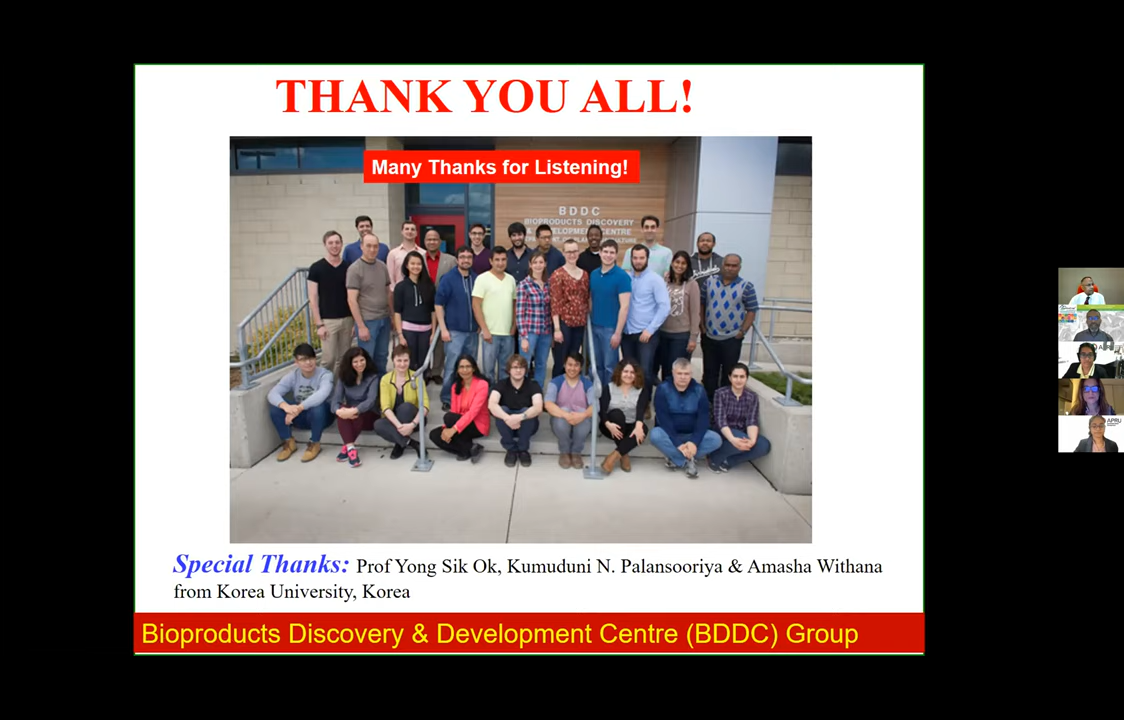 THANK YOU ALL!
Many Thanks for Listening!
BDDC
BIOPRODUCTS DISCOVERY
DEVELOPMENT CENTRE
Special Thanks: Prof Yong Sik Ok, Kumuduni N. Palansooriya & Amasha Withana
from Korea University, Korea
Bioproducts Discovery & Development Centre (BDDC) Group
APRU